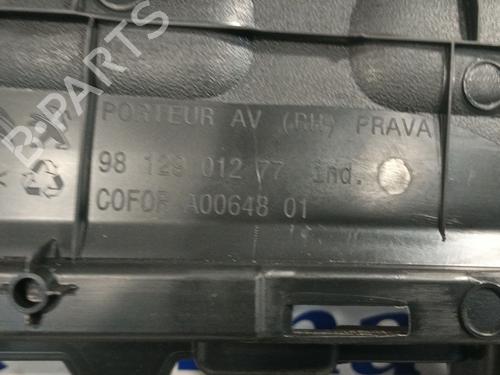 PORTEUR AV (RH) PRAVA
98 128 012 77 ind.
COFOR A00648 01
B-PARTS